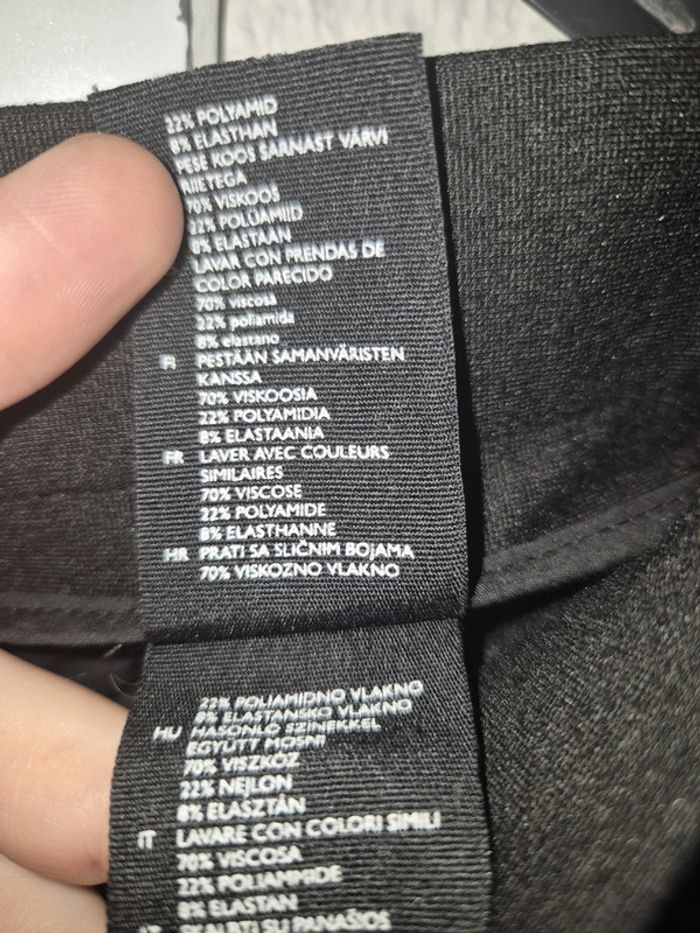 22% POLYAMID
8% ELASTHAN
PESE KOOS SARNAST VÄRVI
RIIETEGA
70% VISKOOS
22% POLÜAMIID
8% ELASTAAN
LAVAR CON PRENDAS DE
COLOR PARECIDO
70% viscosa
22% poliamida
8% elastano
FI PESTÄÄN SAMANVÄRISTEN
KANSSA
70% VISKOOSIA
22% POLYAMIDIA
8% ELASTAANIA
FR LAVER AVEC COULEURS
SIMILAIRES
70% VISCOSE
22% POLYAMIDE
8% ELASTHANNE
HR PRATI SA SLIČNIM BOJAMA
70% VISKOZNO VLAKNO
22% POLIAMIDNO VLAKNO
8% ELASTANSKO VLAKNO
HU HASONLÓ SZINEKKEL
EGYÜTT MOSNI
70% VISZKÓZ
22% NEJLON
8% ELASZTÁN
IT LAVARE CON COLORI SIMILI
70% VISCOSA
22% POLIAMMIDE
8% ELASTAN
SKALBTI SU PANAŠIOS